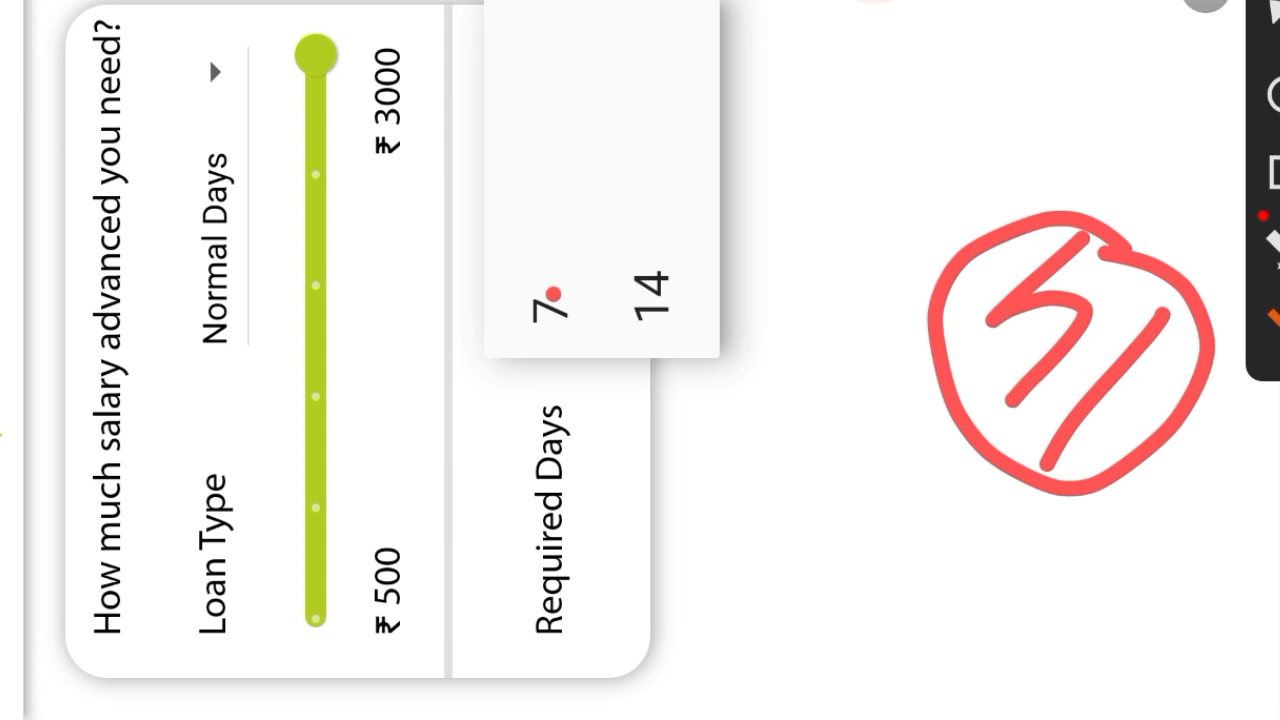 How much salary advanced you need?
Loan Type Normal Days
₹ 500 ₹ 3000
Required Days 7
14